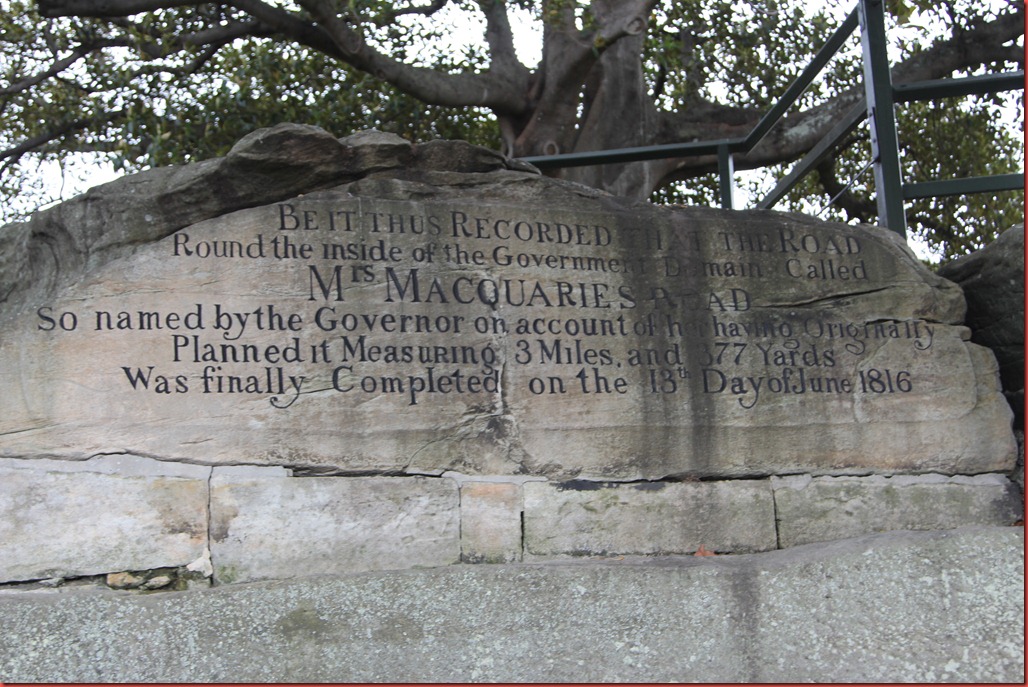 BE IT THUS RECORDED THAT THE ROAD
Round the inside of the Government Domain Called
MRS MACQUARIES ROAD
So named by the Governor on account of her having Originally
Planned it Measuring 3 Miles, and 377 Yards
Was finally Completed on the 13th Day of June 1816